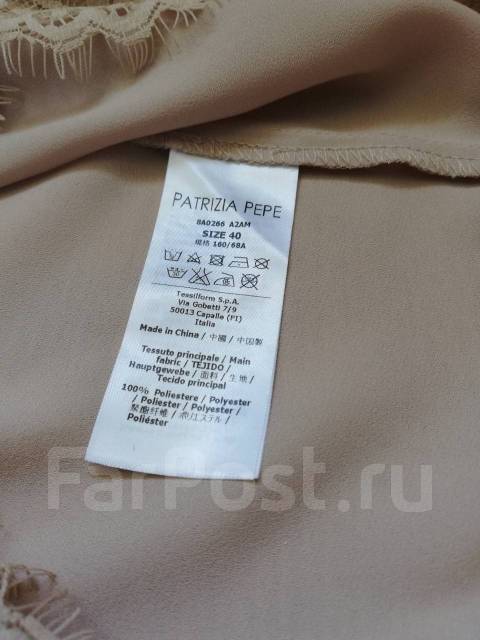 PATRIZIA PEPE
8A0266 A2AM
SIZE 40
规格 160/68A
Tessilform S.p.A.
Via Gobetti 7/9
50013 Capalle (FI)
Italia
Made in China / 中國 / 中国製
Tessuto principale / Main
fabric / TEJIDO /
Hauptgewebe / 面料 / 生地 /
Tecido principal
100% Poliestere / Polyester
/ Poliester / Polyester /
聚酯纤维 / ポリエステル /
Poliéster
FarPost.ru